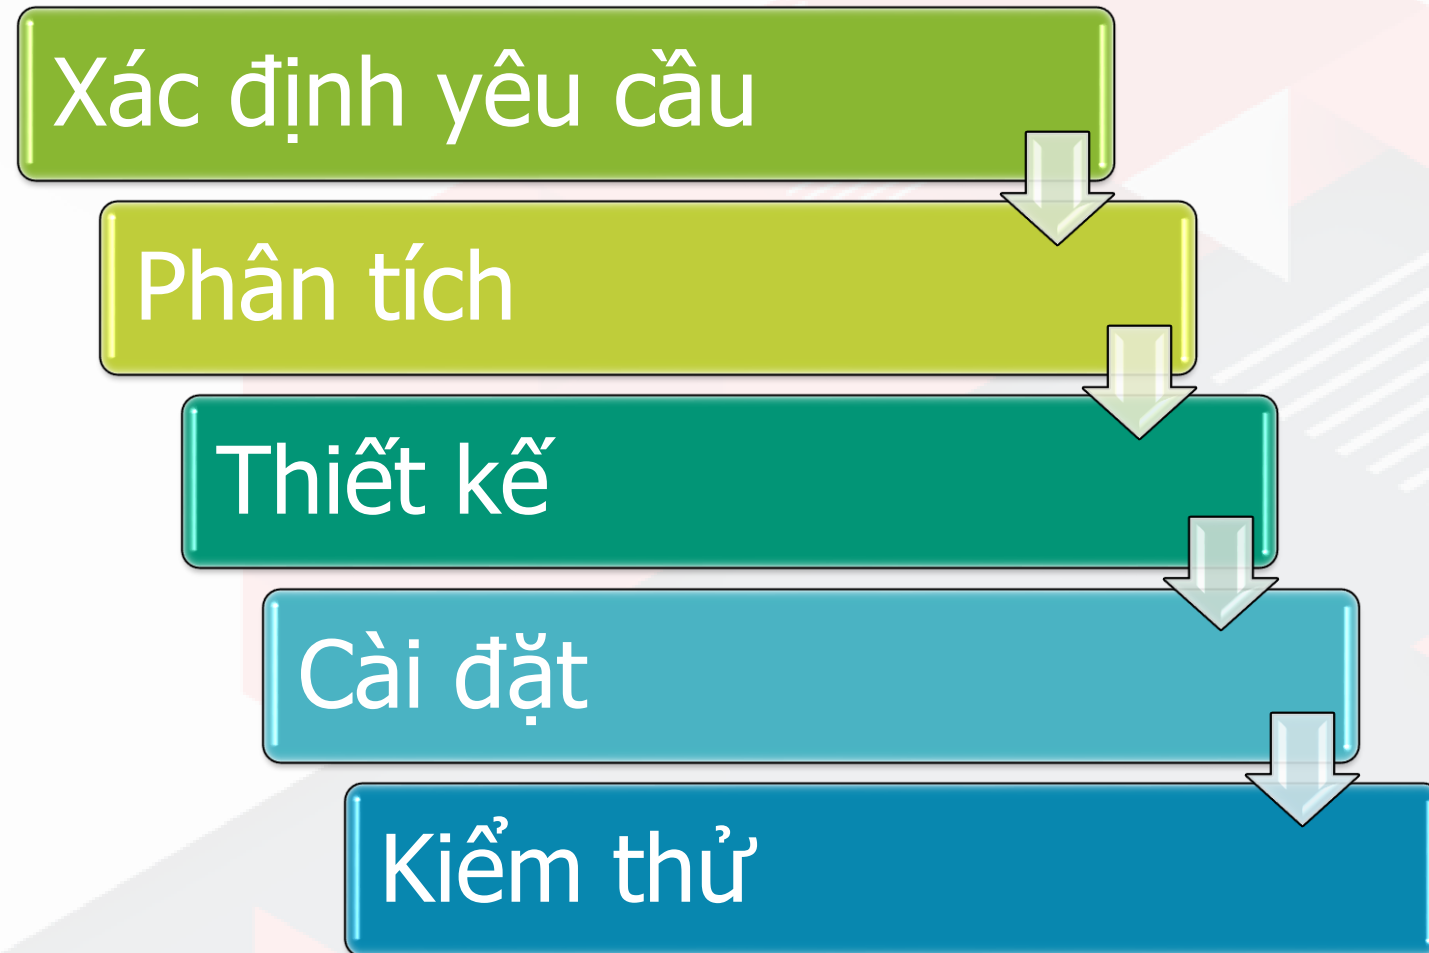 Xác định yêu cầu
Phân tích
Thiết kế
Cài đặt
Kiểm thử